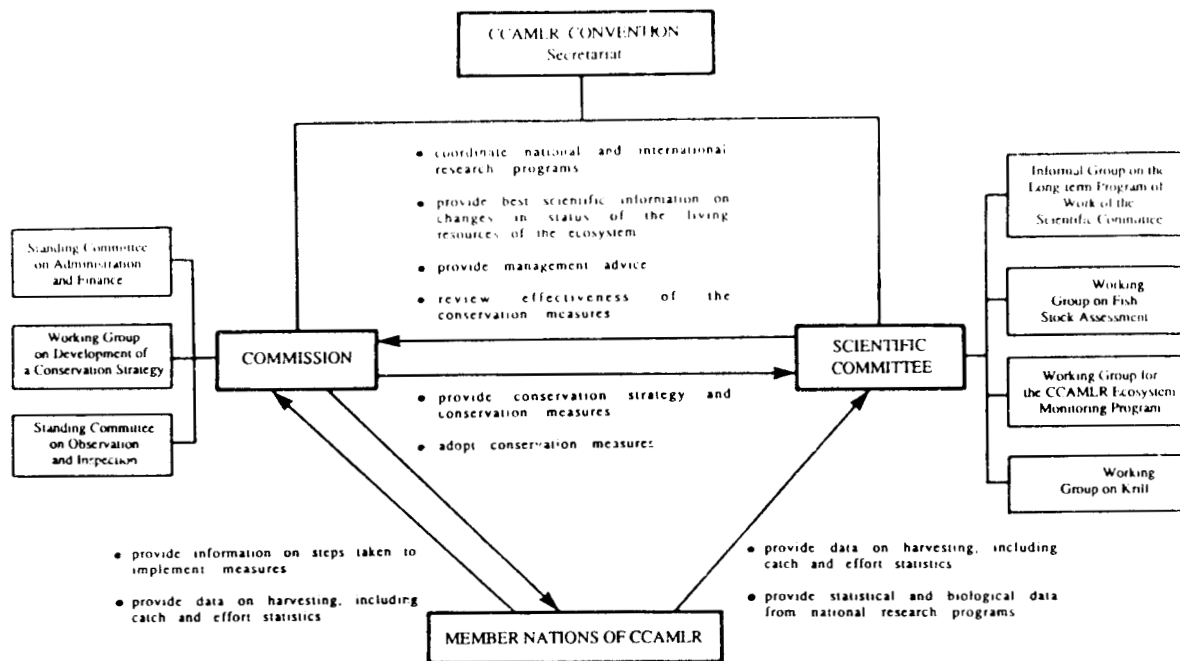 CCAMLR CONVENTION
Secretariat
• coordinate national and international
research programs
• provide best scientific information on
changes in status of the living
resources of the ecosystem
• provide management advice
• review effectiveness of the
conservation measures
Informal Group on the
Long-term Program of
Work of the
Scientific Committee
Standing Committee
on Administration
and Finance
Working
Group on Fish
Stock Assessment
Working Group
on Development of
a Conservation Strategy
COMMISSION
SCIENTIFIC
COMMITTEE
Working Group for
the CCAMLR Ecosystem
Monitoring Program
• provide conservation strategy and
conservation measures
• adopt conservation measures
Standing Committee
on Observation
and Inspection
Working
Group on Krill
• provide information on steps taken to
implement measures
• provide data on harvesting, including
catch and effort statistics
• provide data on harvesting, including
catch and effort statistics
• provide statistical and biological data
from national research programs
MEMBER NATIONS OF CCAMLR